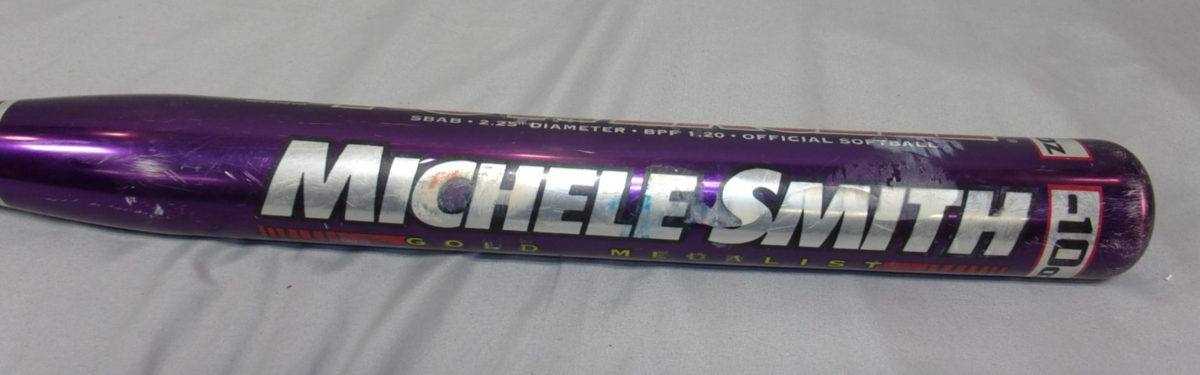 SBAB • 2.25" DIAMETER • BPF 1.20 • OFFICIAL SOFTBALL
MICHELE SMITH
GOLD MEDALIST
-10